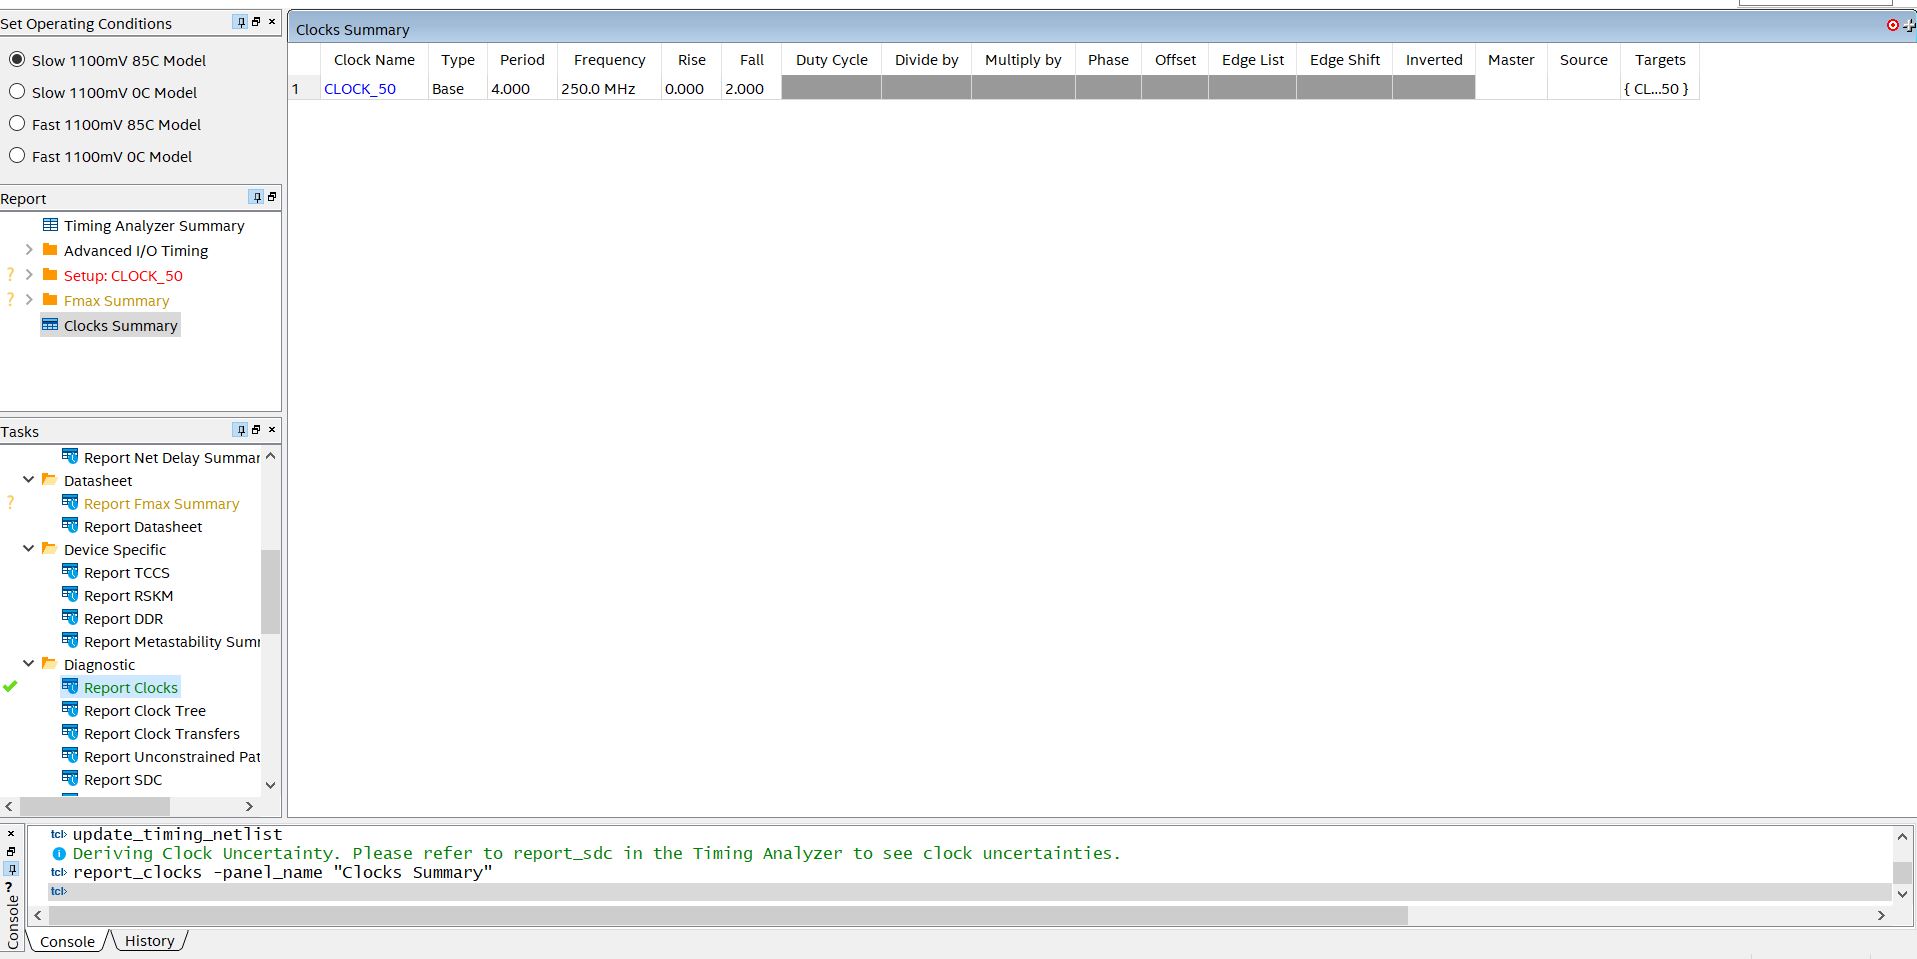 Set Operating Conditions
Slow 1100mV 85C Model
Slow 1100mV 0C Model
Fast 1100mV 85C Model
Fast 1100mV 0C Model
Report
Timing Analyzer Summary
Advanced I/O Timing
? Setup: CLOCK_50
? Fmax Summary
Clocks Summary
Tasks
Report Net Delay Summar
Datasheet
? Report Fmax Summary
Report Datasheet
Device Specific
Report TCCS
Report RSKM
Report DDR
Report Metastability Sum
Diagnostic
Report Clocks
Report Clock Tree
Report Clock Transfers
Report Unconstrained Pat
Report SDC
Clocks Summary
Clock Name Type Period Frequency Rise Fall Duty Cycle Divide by Multiply by Phase Offset Edge List Edge Shift Inverted Master Source Targets
1 CLOCK_50 Base 4.000 250.0 MHz 0.000 2.000 { CL...50 }
tcl> update_timing_netlist
i Deriving Clock Uncertainty. Please refer to report_sdc in the Timing Analyzer to see clock uncertainties.
tcl> report_clocks -panel_name "Clocks Summary"
tcl>
? Console
Console History